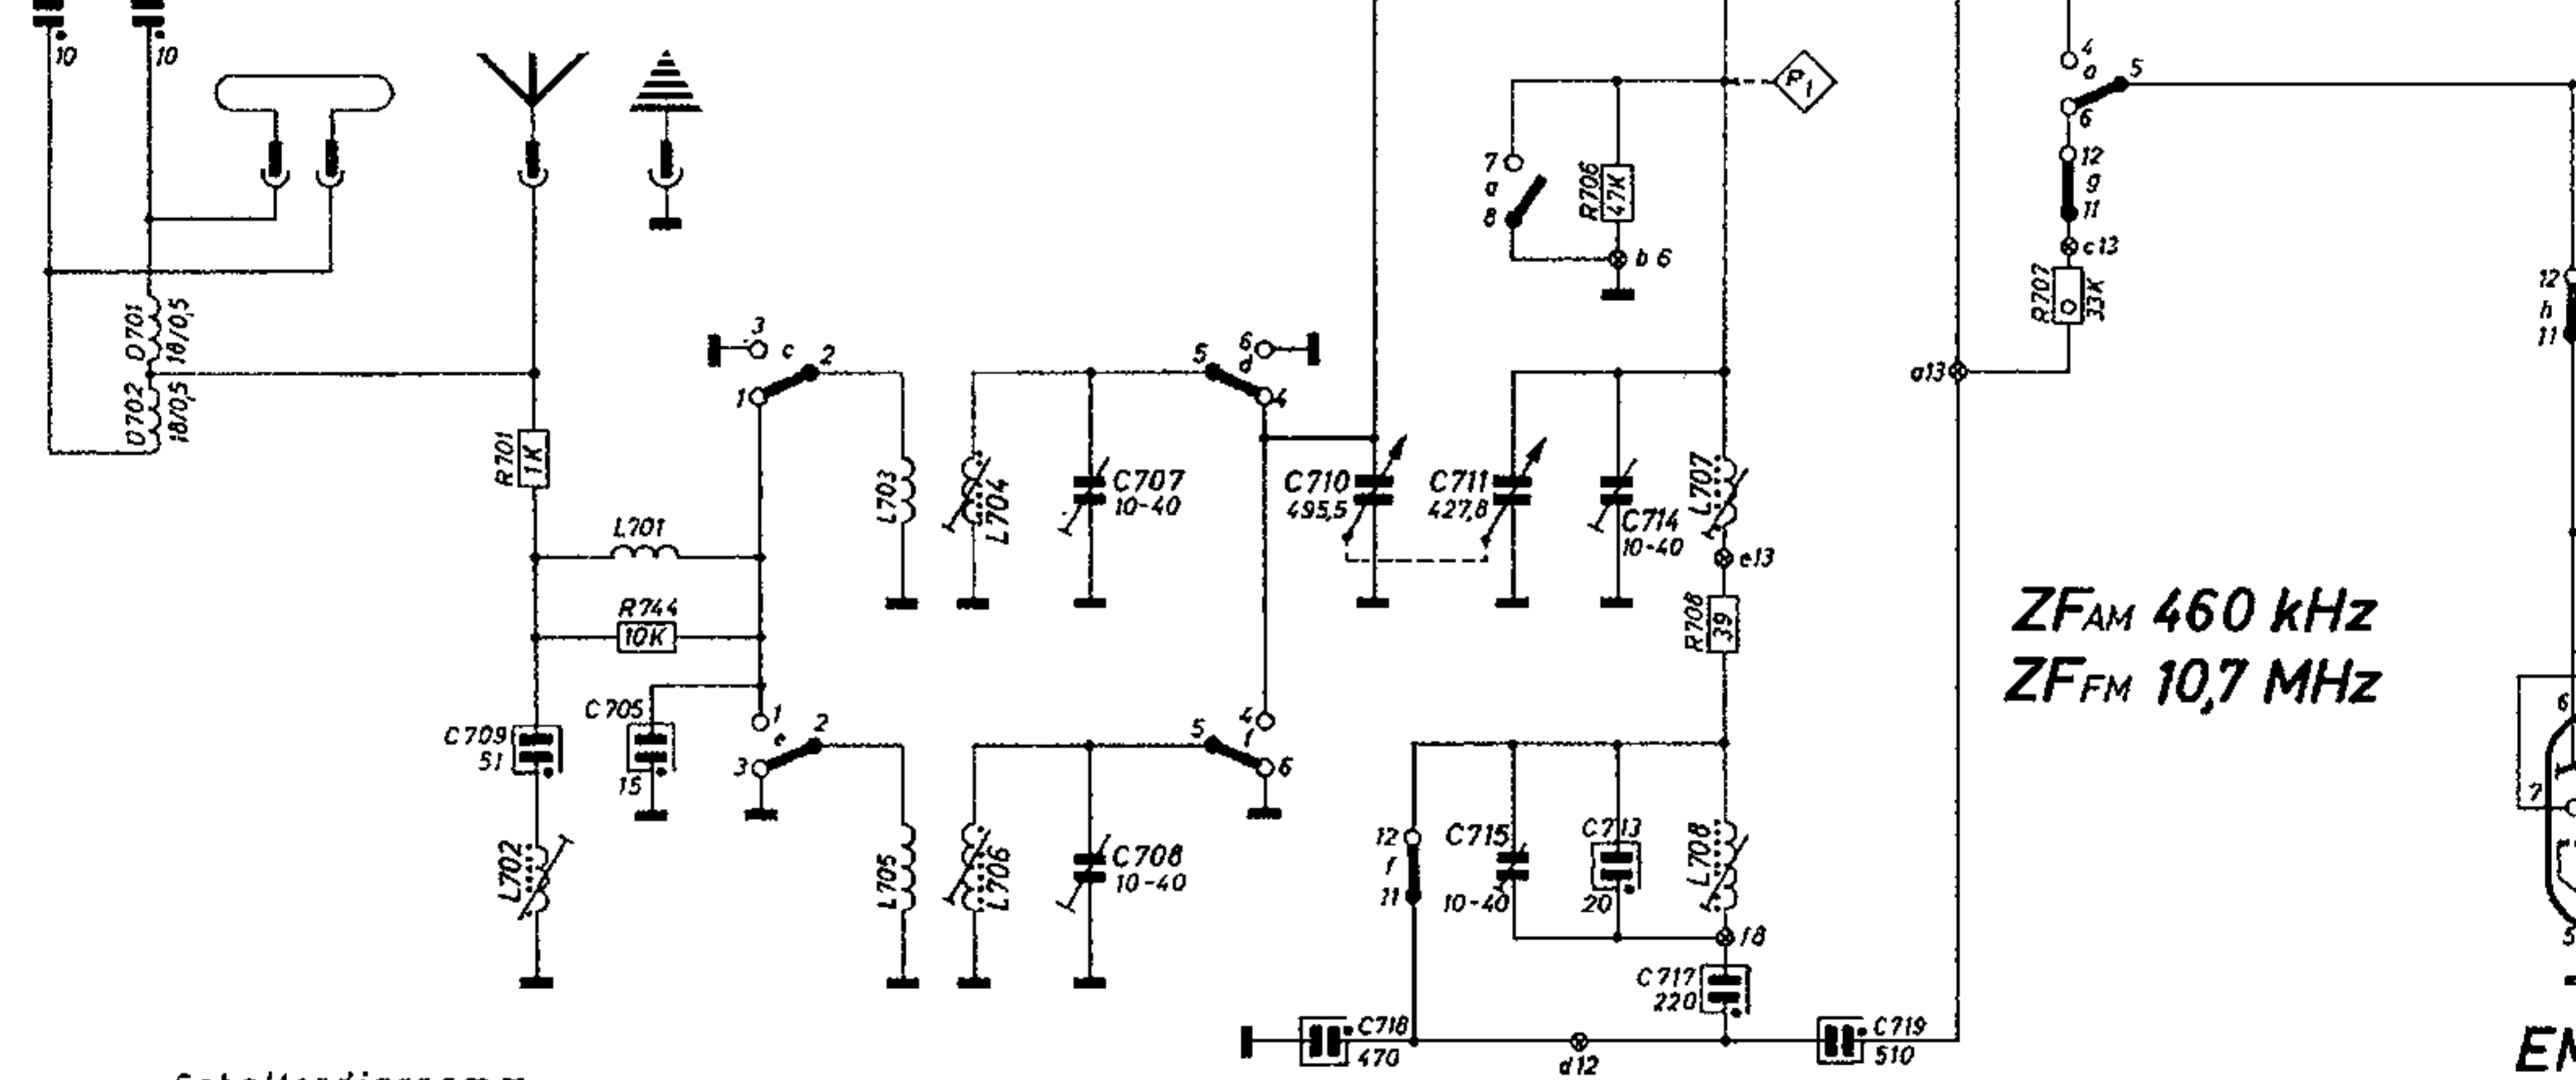 10
10
4
a
5
6
12
g
11
c13
R707
33K
a13
P1
7
a
8
R706
47K
b 6
D701
18/0,5
D702
18/0,5
R701
1K
3
c
2
1
6
d
5
4
L703
L704
C707
10-40
C710
495,5
C711
427,8
C714
10-40
L707
e13
R708
39
L701
R744
10K
C709
51
C705
15
L702
1
e
2
3
L705
L706
C708
10-40
4
f
5
6
12
f
11
C715
10-40
C713
20
L708
f8
C717
220
C718
470
d12
C719
510
12
h
11
ZFAM 460 kHz
ZFFM 10,7 MHz
6
7
5